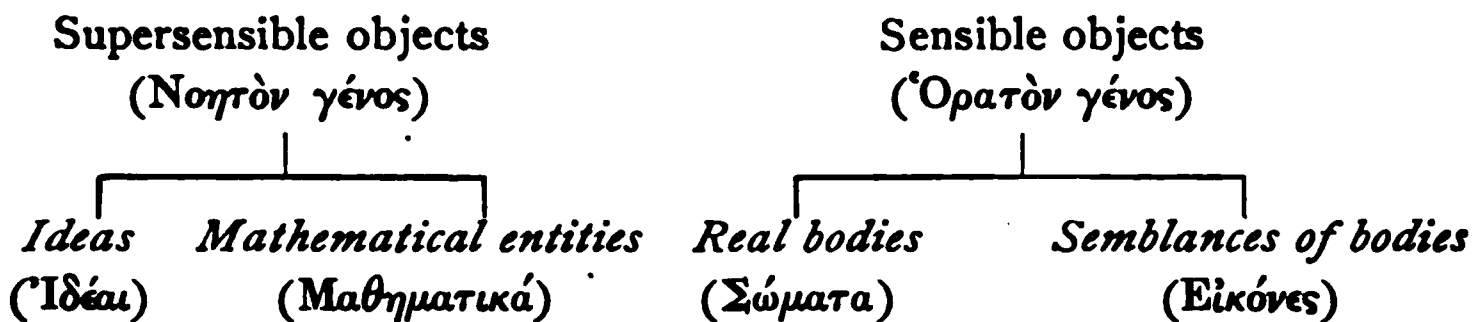 Supersensible objects Sensible objects
(Νοητὸν γένος) (Ὁρατὸν γένος)
Ideas Mathematical entities Real bodies Semblances of bodies
(Ἰδέαι) (Μαθηματικά) (Σώματα) (Εἰκόνες)